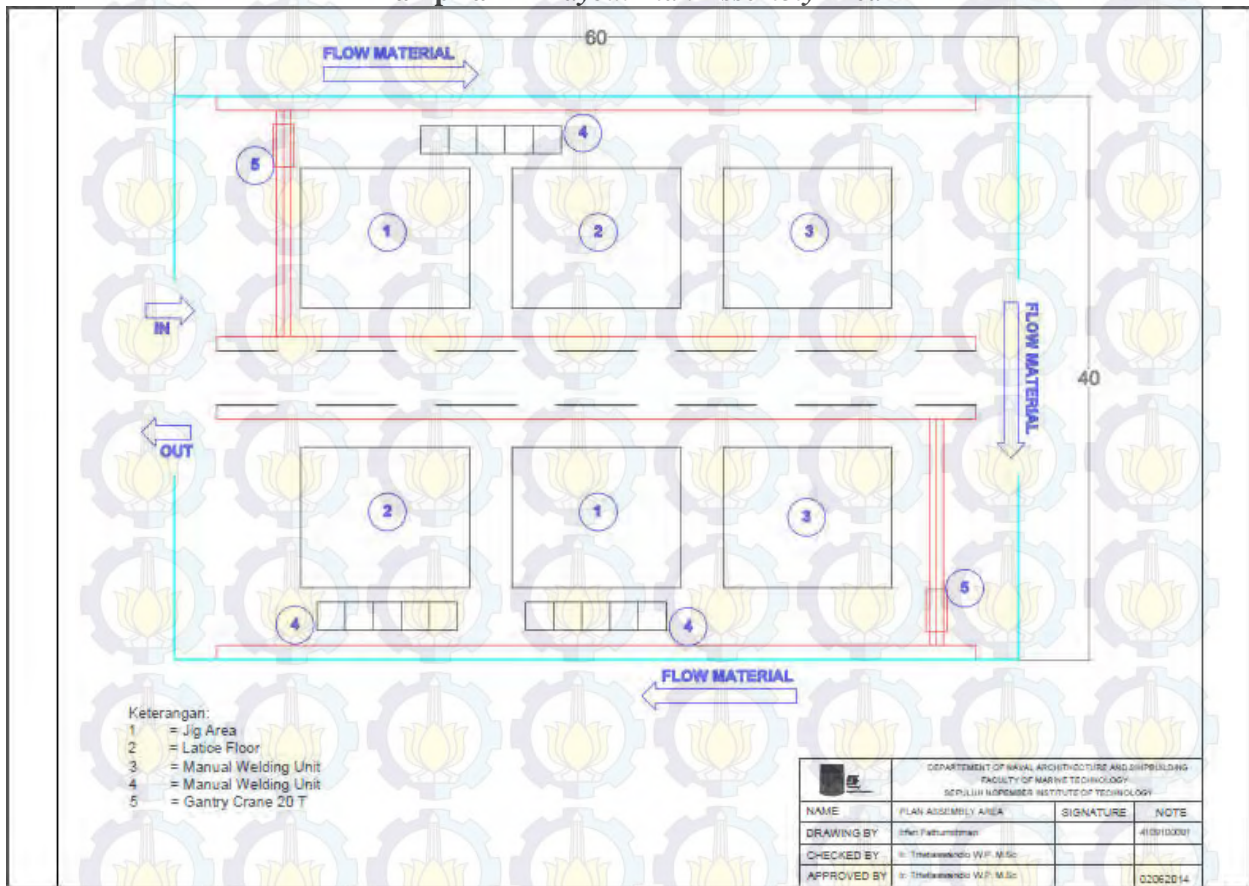 60
FLOW MATERIAL
4
5
1
2
3
IN
FLOW MATERIAL
40
OUT
2
1
3
5
4
4
FLOW MATERIAL
Keterangan:
1 = Jig Area
2 = Latice Floor
3 = Manual Welding Unit
4 = Manual Welding Unit
5 = Gantry Crane 20 T
DEPARTEMENT OF NAVAL ARCHITHECTURE AND SHIPBUILDING
FACULTY OF MARINE TECHNOLOGY
SEPULUH NOPEMBER INSTITUTE OF TECHNOLOGY
NAME PLAN ASSEMBLY AREA SIGNATURE NOTE
DRAWING BY
CHECKED BY W.P. M.Sc
APPROVED BY W.P. M.Sc 02062014